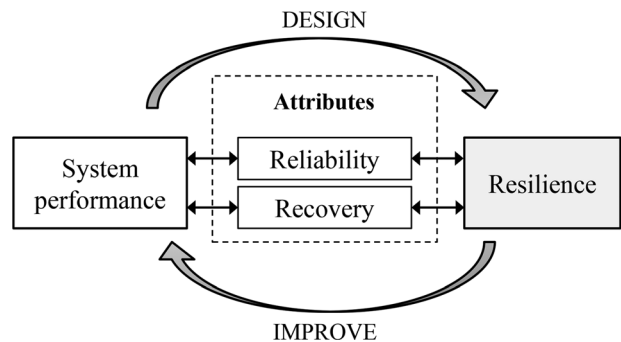 DESIGN
Attributes
System
performance
Reliability
Recovery
Resilience
IMPROVE